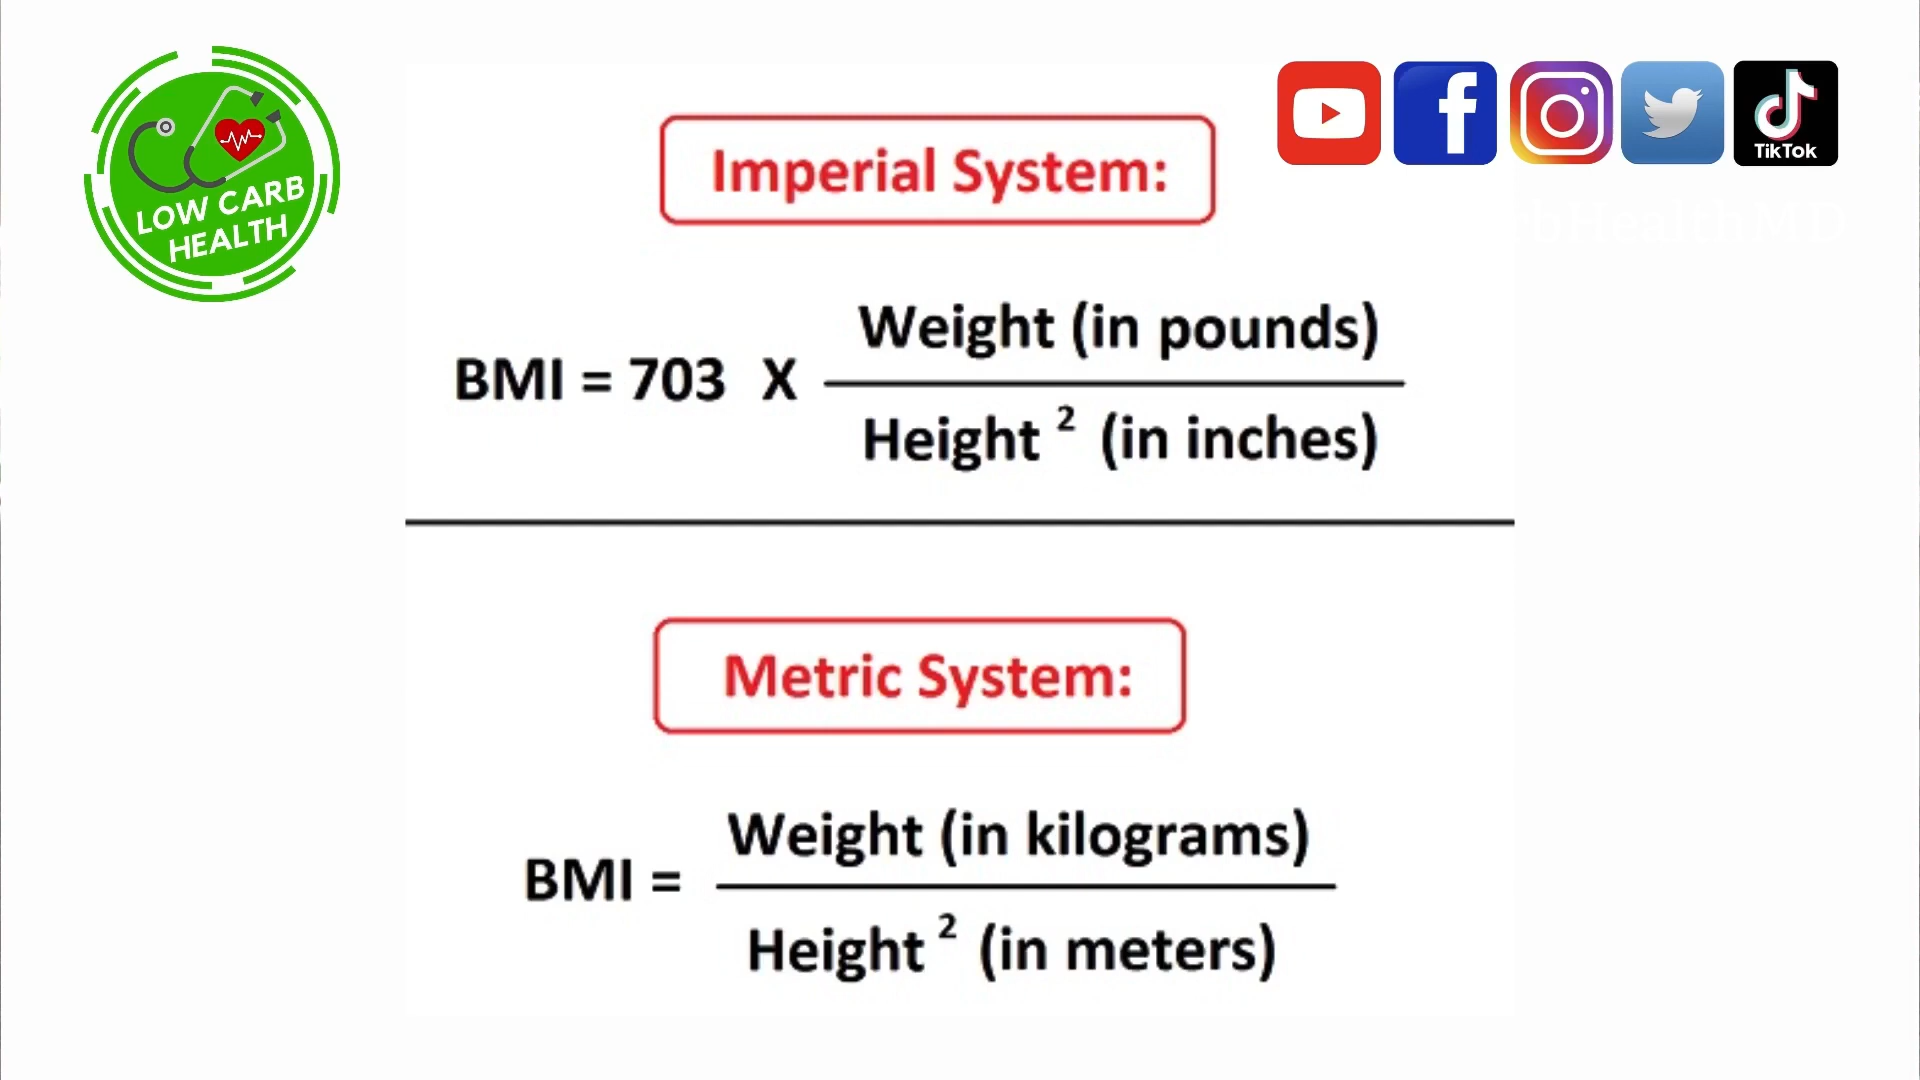 LOW CARB
HEALTH
TikTok
Imperial System:
BMI = 703 X Weight (in pounds)
Height 2 (in inches)
Metric System:
BMI = Weight (in kilograms)
Height 2 (in meters)